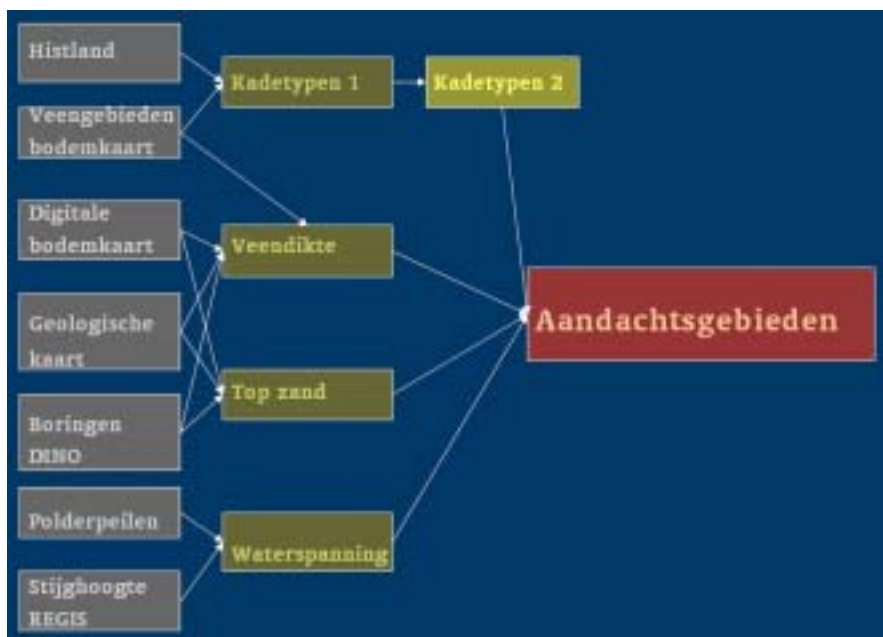 Histland
Veengebieden
bodemkaart
Digitale
bodemkaart
Geologische
kaart
Boringen
DINO
Polderpeilen
Stijghoogte
REGIS
Kadetypen 1
Veendikte
Top zand
Waterspanning
Kadetypen 2
Aandachtsgebieden